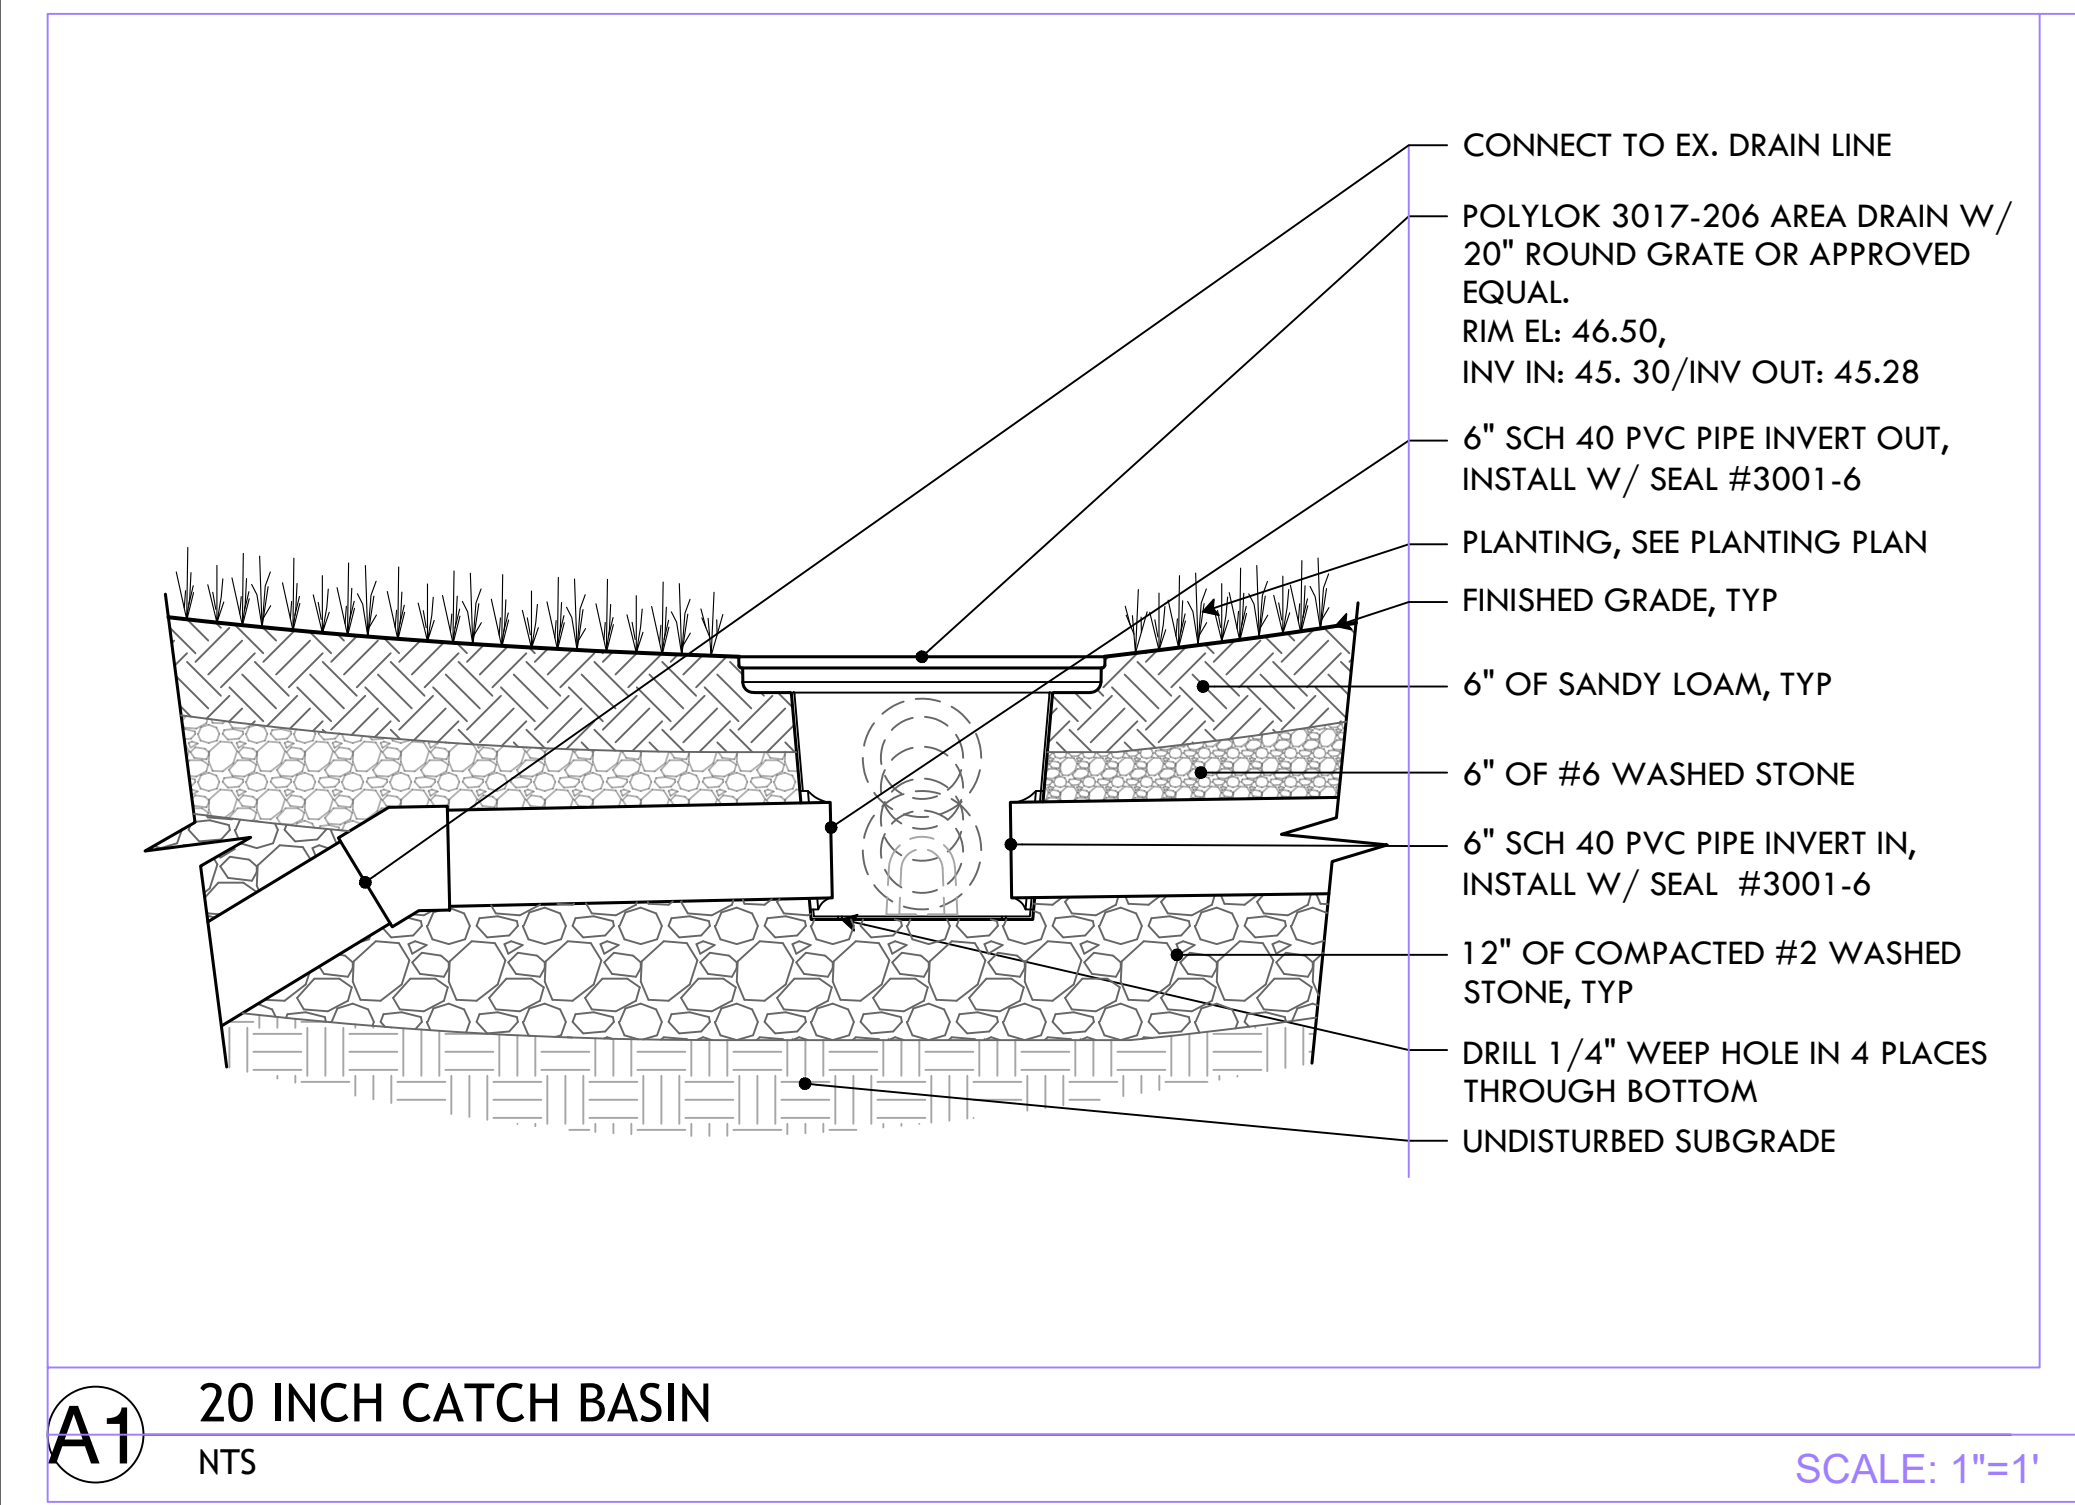 CONNECT TO EX. DRAIN LINE
POLYLOK 3017-206 AREA DRAIN W/
20" ROUND GRATE OR APPROVED
EQUAL.
RIM EL: 46.50,
INV IN: 45. 30/INV OUT: 45.28
6" SCH 40 PVC PIPE INVERT OUT,
INSTALL W/ SEAL #3001-6
PLANTING, SEE PLANTING PLAN
FINISHED GRADE, TYP
6" OF SANDY LOAM, TYP
6" OF #6 WASHED STONE
6" SCH 40 PVC PIPE INVERT IN,
INSTALL W/ SEAL #3001-6
12" OF COMPACTED #2 WASHED
STONE, TYP
DRILL 1/4" WEEP HOLE IN 4 PLACES
THROUGH BOTTOM
UNDISTURBED SUBGRADE
A1
20 INCH CATCH BASIN
NTS
SCALE: 1"=1'